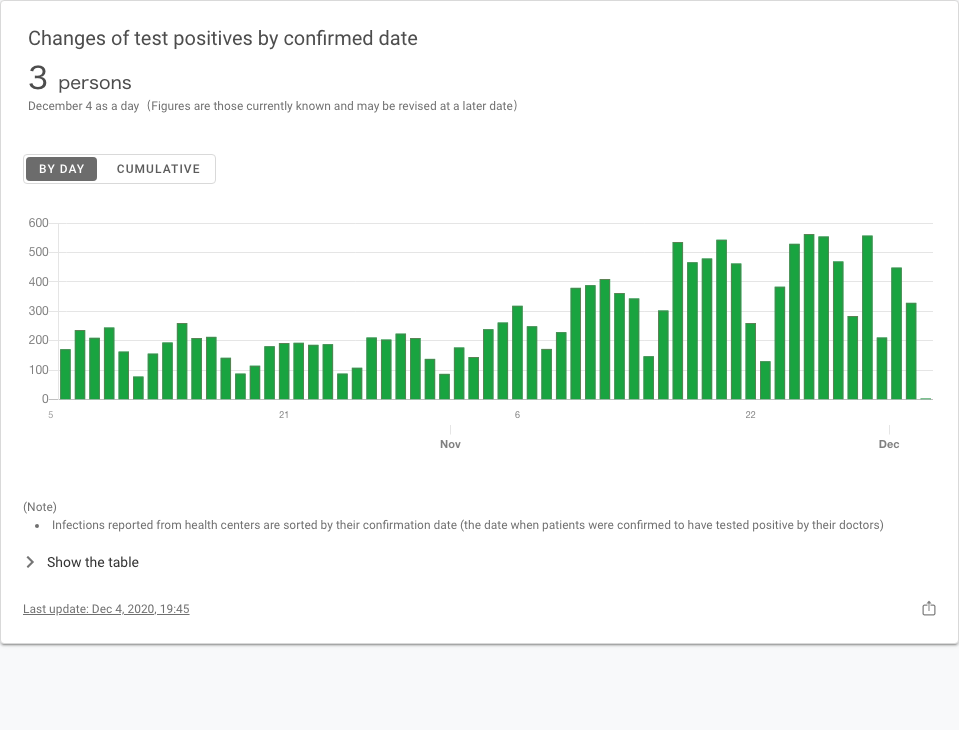 Changes of test positives by confirmed date
3 persons
December 4 as a day（Figures are those currently known and may be revised at a later date）
BY DAY CUMULATIVE
600
500
400
300
200
100
0
5 21 6 22
Nov Dec
(Note)
• Infections reported from health centers are sorted by their confirmation date (the date when patients were confirmed to have tested positive by their doctors)
Show the table
Last update: Dec 4, 2020, 19:45